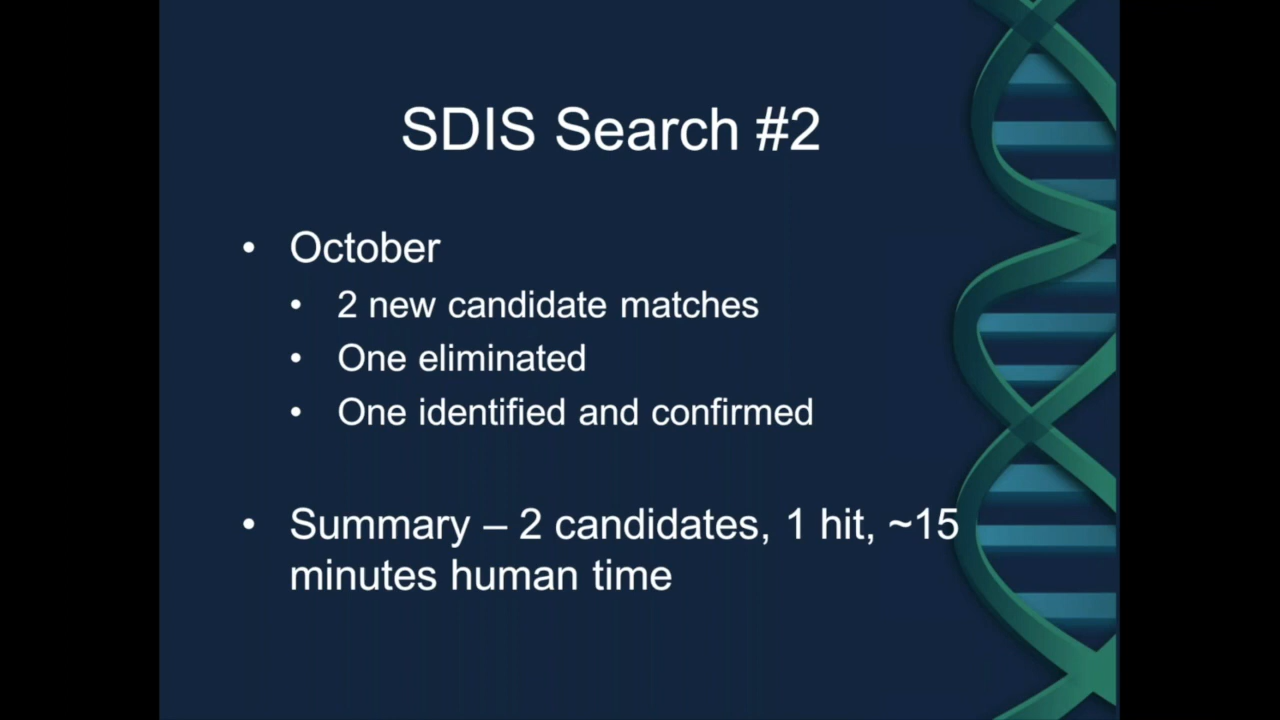 SDIS Search #2
• October
• 2 new candidate matches
• One eliminated
• One identified and confirmed
• Summary – 2 candidates, 1 hit, ~15
minutes human time